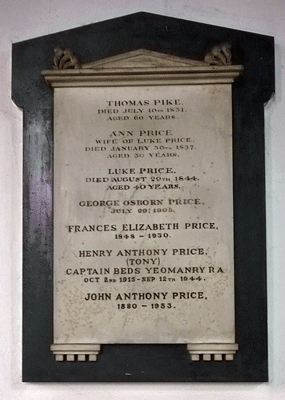 THOMAS PIKE.
DIED JULY 10TH 1831.
AGED 66 YEARS.
ANN PRICE
WIFE OF LUKE PRICE.
DIED JANUARY 30TH 1837.
AGED 30 YEARS.
LUKE PRICE.
DIED AUGUST 29TH. 1844.
AGED 40 YEARS.
GEORGE OSBORN PRICE.
JULY 29: 1905.
FRANCES ELIZABETH PRICE,
1848 – 1930.
HENRY ANTHONY PRICE,
(TONY)
CAPTAIN BEDS YEOMANRY RA
OCT 2ND 1915 - SEP 12TH 1944.
JOHN ANTHONY PRICE,
1880 – 1953.